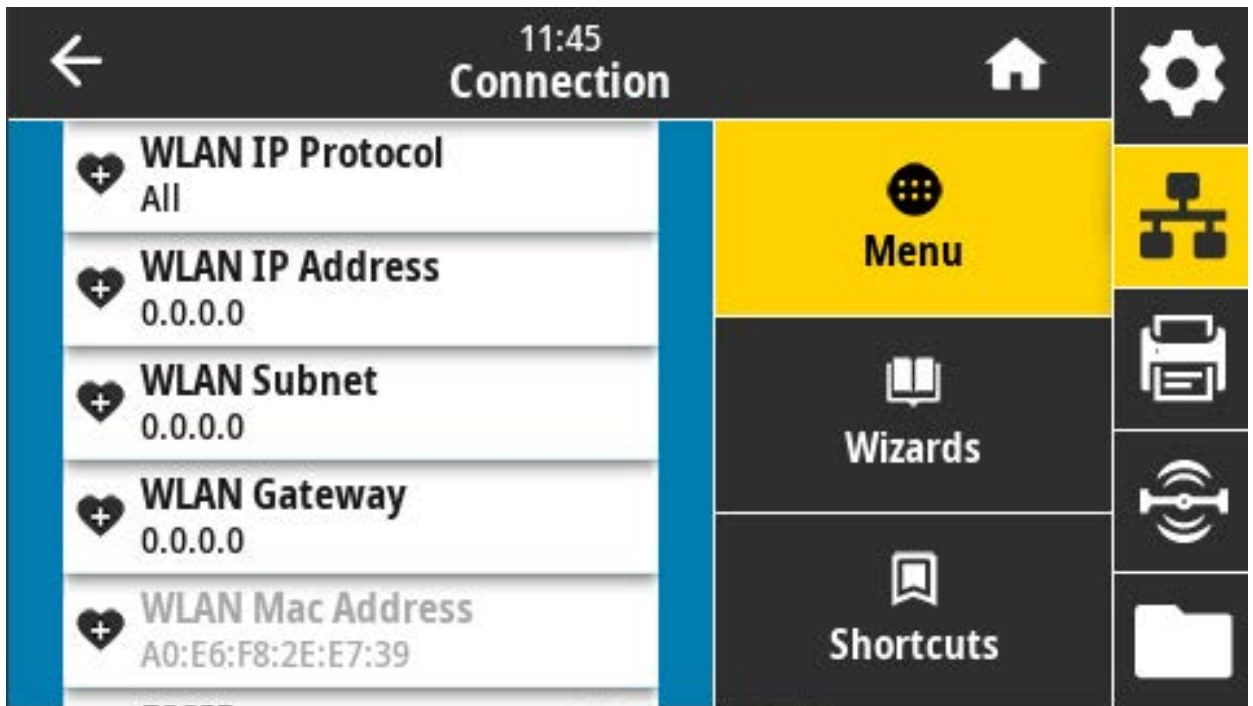 11:45
Connection
WLAN IP Protocol
All
WLAN IP Address
0.0.0.0
WLAN Subnet
0.0.0.0
WLAN Gateway
0.0.0.0
WLAN Mac Address
A0:E6:F8:2E:E7:39
Menu
Wizards
Shortcuts